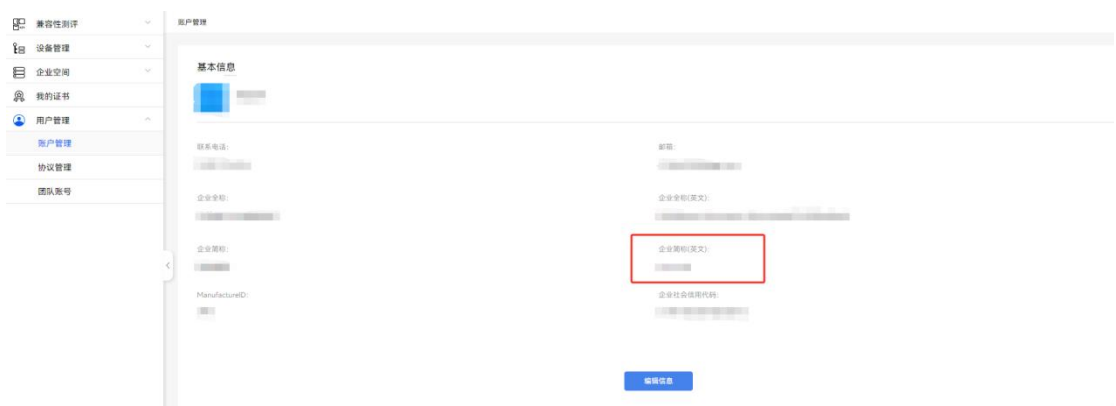 兼容性测评
账户管理
设备管理
企业空间
基本信息
我的证书
用户管理
账户管理
联系电话:
邮箱:
协议管理
团队账号
企业全称:
企业全称(英文):
企业简称:
企业简称(英文):
ManufactureID:
企业社会信用代码:
编辑信息